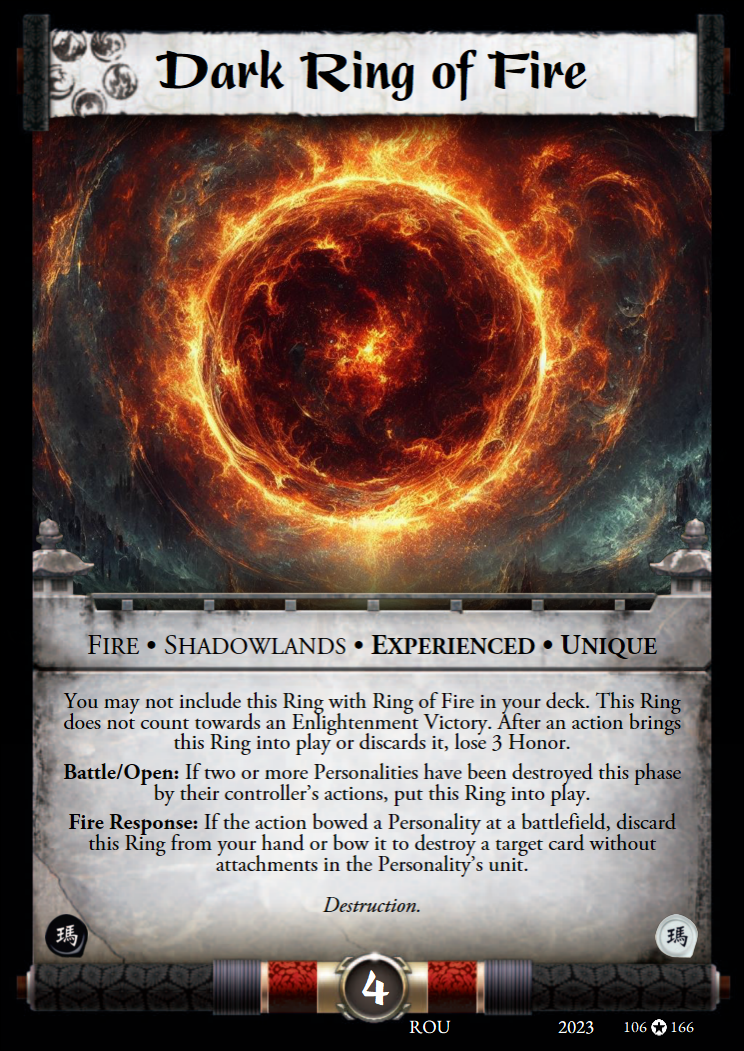 Dark Ring of Fire
Fire • Shadowlands • Experienced • Unique
You may not include this Ring with Ring of Fire in your deck. This Ring
does not count towards an Enlightenment Victory. After an action brings
this Ring into play or discards it, lose 3 Honor.
Battle/Open: If two or more Personalities have been destroyed this phase
by their controller's actions, put this Ring into play.
Fire Response: If the action bowed a Personality at a battlefield, discard
this Ring from your hand or bow it to destroy a target card without
attachments in the Personality's unit.
Destruction.
瑪 瑪
4
ROU 2023 106 ✪ 166